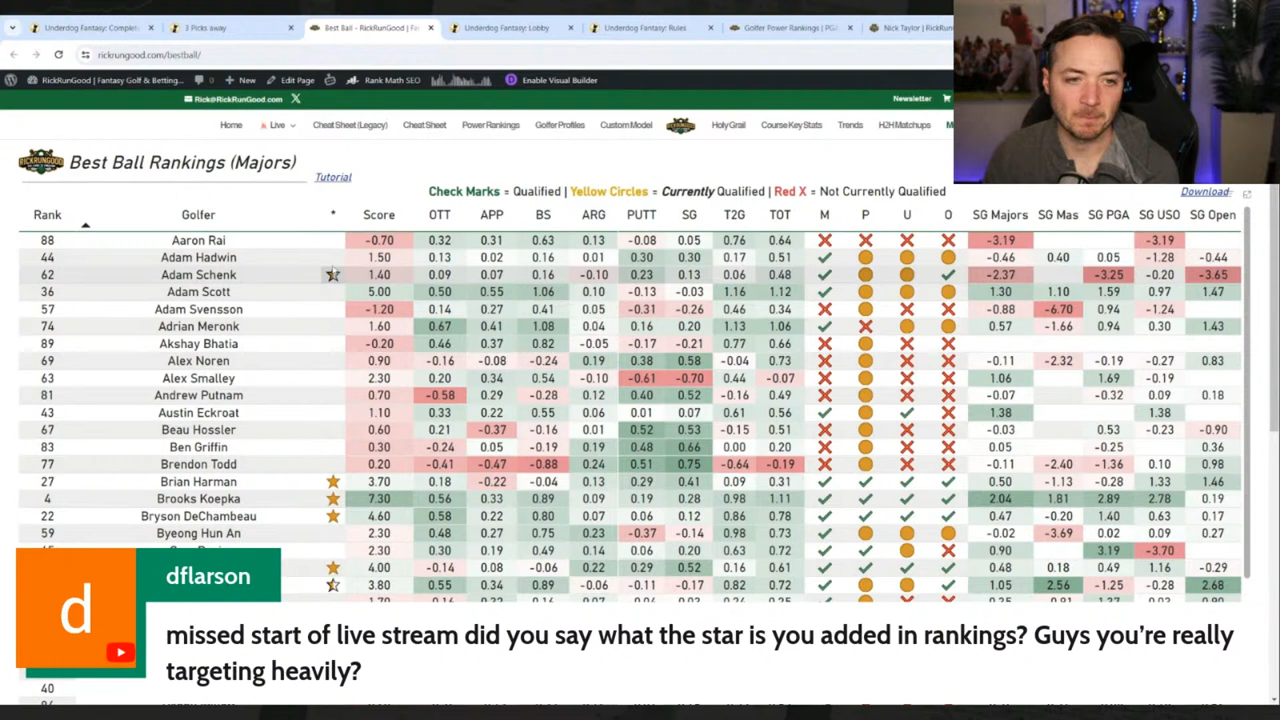 Underdog Fantasy: Complet
3 Picks away
Best Ball - RickRunGood | Fa
Underdog Fantasy: Lobby
Underdog Fantasy: Rules
Golfer Power Rankings | PGA
Nick Taylor | RickRun
rickrungood.com/bestball/
RickRunGood | Fantasy Golf & Betting...
New
Edit Page
Rank Math SEO
Enable Visual Builder
Rick@RickRunGood.com
Newsletter
Home Live Cheat Sheet (Legacy) Cheat Sheet Power Rankings Golfer Profiles Custom Model Holy Grail Course Key Stats Trends H2H Matchups
RICKRUNGOOD
Best Ball Rankings (Majors)
Tutorial
Check Marks = Qualified | Yellow Circles = Currently Qualified | Red X = Not Currently Qualified
Download
Rank Golfer * Score OTT APP BS ARG PUTT SG T2G TOT M P U O SG Majors SG Mas SG PGA SG USO SG Open
88 Aaron Rai -0.70 0.32 0.31 0.63 0.13 -0.08 0.05 0.76 0.64 -3.19 -3.19
44 Adam Hadwin 1.50 0.13 0.02 0.16 0.01 0.30 0.30 0.17 0.51 -0.46 0.40 0.05 -1.28 -0.44
62 Adam Schenk 1.40 0.09 0.07 0.16 -0.10 0.23 0.13 0.06 0.48 -2.37 -3.25 -0.20 -3.65
36 Adam Scott 5.00 0.50 0.55 1.06 0.10 -0.13 -0.03 1.16 1.12 1.30 1.10 1.59 0.97 1.47
57 Adam Svensson -1.20 0.14 0.27 0.41 0.05 -0.31 -0.26 0.46 0.34 -0.88 -6.70 0.94 -1.24
74 Adrian Meronk 1.60 0.67 0.41 1.08 0.04 0.16 0.20 1.13 1.06 0.57 -1.66 0.94 0.30 1.43
89 Akshay Bhatia -0.20 0.46 0.37 0.82 -0.05 -0.17 -0.21 0.77 0.66
69 Alex Noren 0.90 -0.16 -0.08 -0.24 0.19 0.38 0.58 -0.04 0.73 -0.11 -2.32 -0.19 -0.27 0.83
63 Alex Smalley 2.30 0.20 0.34 0.54 -0.10 -0.61 -0.70 0.44 -0.07 1.06 1.69 -0.19
81 Andrew Putnam 0.70 -0.58 0.29 -0.28 0.12 0.40 0.52 -0.16 0.49 -0.07 -0.32 0.09 0.18
43 Austin Eckroat 1.10 0.33 0.22 0.55 0.06 0.01 0.07 0.61 0.56 1.38 1.38
67 Beau Hossler 0.60 0.21 -0.37 -0.16 0.02 0.52 0.53 -0.15 0.51 -0.03 0.53 -0.23 -0.90
83 Ben Griffin 0.30 -0.24 0.05 -0.19 0.19 0.48 0.66 0.00 0.20 0.05 -0.25 0.36
77 Brendon Todd 0.20 -0.41 -0.47 -0.88 0.24 0.51 0.75 -0.64 -0.19 -0.11 -2.40 -1.36 0.10 0.98
27 Brian Harman 3.70 0.18 -0.22 -0.04 0.13 0.29 0.41 0.09 0.31 0.50 -1.13 -0.28 1.33 1.46
4 Brooks Koepka 7.30 0.56 0.33 0.89 0.09 0.19 0.28 0.98 1.11 2.04 1.81 2.89 2.78 0.19
22 Bryson DeChambeau 4.60 0.58 0.22 0.80 0.07 0.06 0.12 0.86 0.78 0.47 -0.20 1.40 0.63 0.17
59 Byeong Hun An 2.30 0.48 0.27 0.75 0.23 -0.37 -0.14 0.98 0.73 -0.02 -3.69 0.02 0.09 0.27
2.30 0.30 0.19 0.49 0.14 0.06 0.20 0.63 0.72 0.90 3.19 -3.70
4.00 -0.14 0.08 -0.06 0.22 0.29 0.52 0.16 0.61 0.48 0.18 0.49 1.16 -0.29
3.80 0.55 0.34 0.89 -0.06 -0.11 -0.17 0.82 0.72 1.05 2.56 -1.25 -0.28 2.68
d
dflarson
missed start of live stream did you say what the star is you added in rankings? Guys you're really
targeting heavily?
40